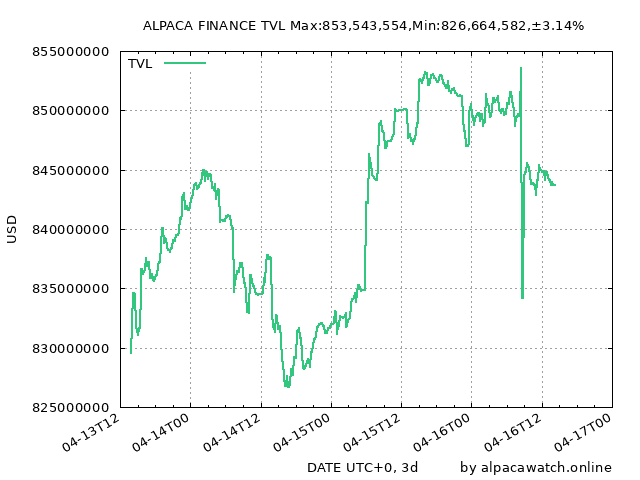 ALPACA FINANCE TVL Max:853,543,554,Min:826,664,582,±3.14%
855000000
TVL
850000000
845000000
840000000
USD
835000000
830000000
825000000
04-13T12
04-14T00
04-14T12
04-15T00
04-15T12
04-16T00
04-16T12
04-17T00
DATE UTC+0, 3d
by alpacawatch.online